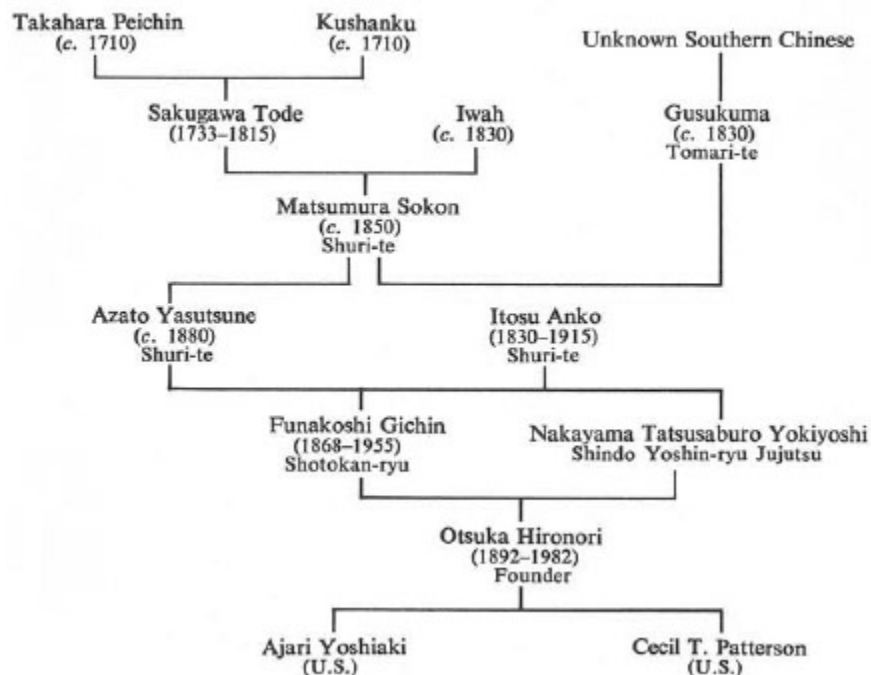 Takahara Peichin
(c. 1710)
Kushanku
(c. 1710)
Unknown Southern Chinese
Sakugawa Tode
(1733–1815)
Iwah
(c. 1830)
Gusukuma
(c. 1830)
Tomari-te
Matsumura Sokon
(c. 1850)
Shuri-te
Azato Yasutsune
(c. 1880)
Shuri-te
Itosu Anko
(1830–1915)
Shuri-te
Funakoshi Gichin
(1868–1955)
Shotokan-ryu
Nakayama Tatsusaburo Yokiyoshi
Shindo Yoshin-ryu Jujutsu
Otsuka Hironori
(1892–1982)
Founder
Ajari Yoshiaki
(U.S.)
Cecil T. Patterson
(U.S.)